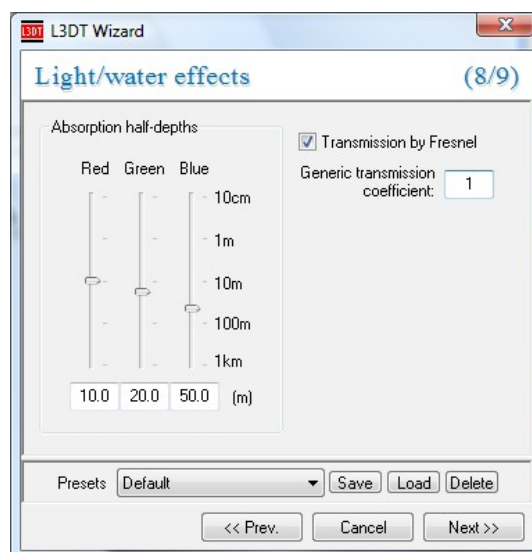 L3DT L3DT Wizard
Light/water effects (8/9)
Absorption half-depths
Red Green Blue
10cm
1m
10m
100m
1km
10.0 20.0 50.0 (m)
Transmission by Fresnel
Generic transmission
coefficient: 1
Presets Default Save Load Delete
<< Prev. Cancel Next >>